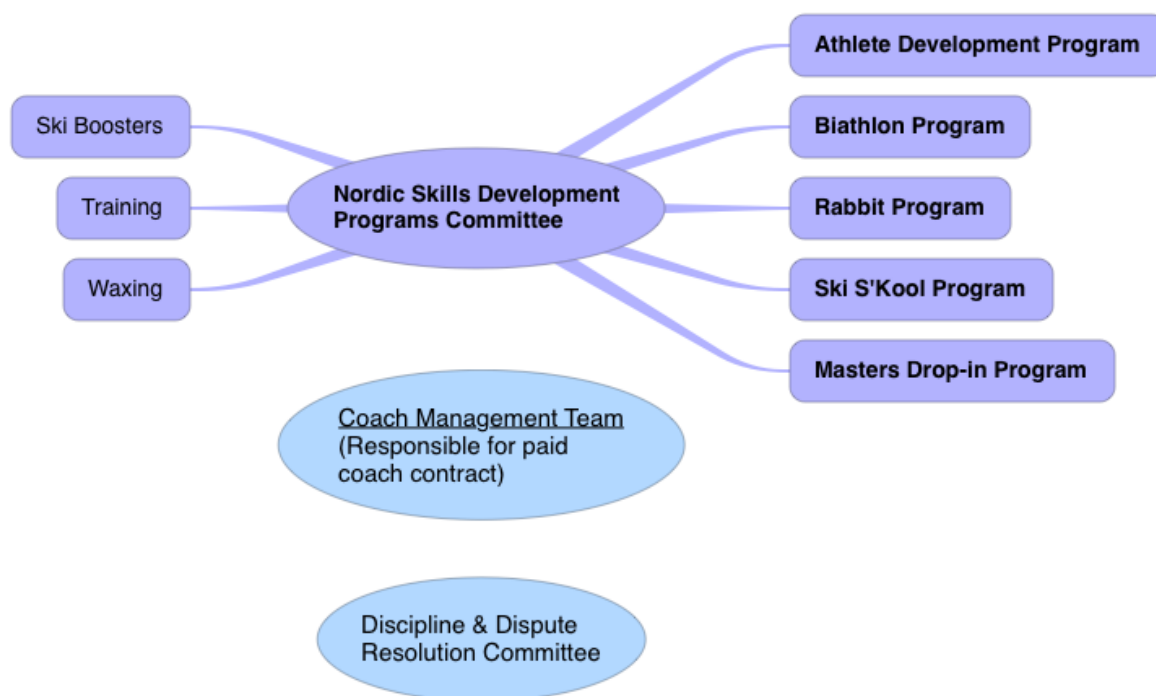 Athlete Development Program
Ski Boosters
Biathlon Program
Nordic Skills Development
Programs Committee
Training
Rabbit Program
Waxing
Ski S'Kool Program
Masters Drop-in Program
Coach Management Team
(Responsible for paid
coach contract)
Discipline & Dispute
Resolution Committee